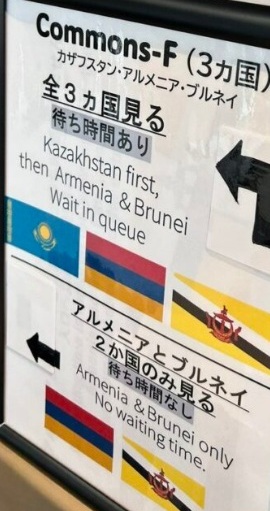 Commons-F (3ヵ国)
カザフスタン・アルメニア・ブルネイ
全3ヵ国見る
待ち時間あり
Kazakhstan first,
then Armenia & Brunei
Wait in queue
アルメニアとブルネイ
2か国のみ見る
待ち時間なし
Armenia & Brunei only
No waiting time.